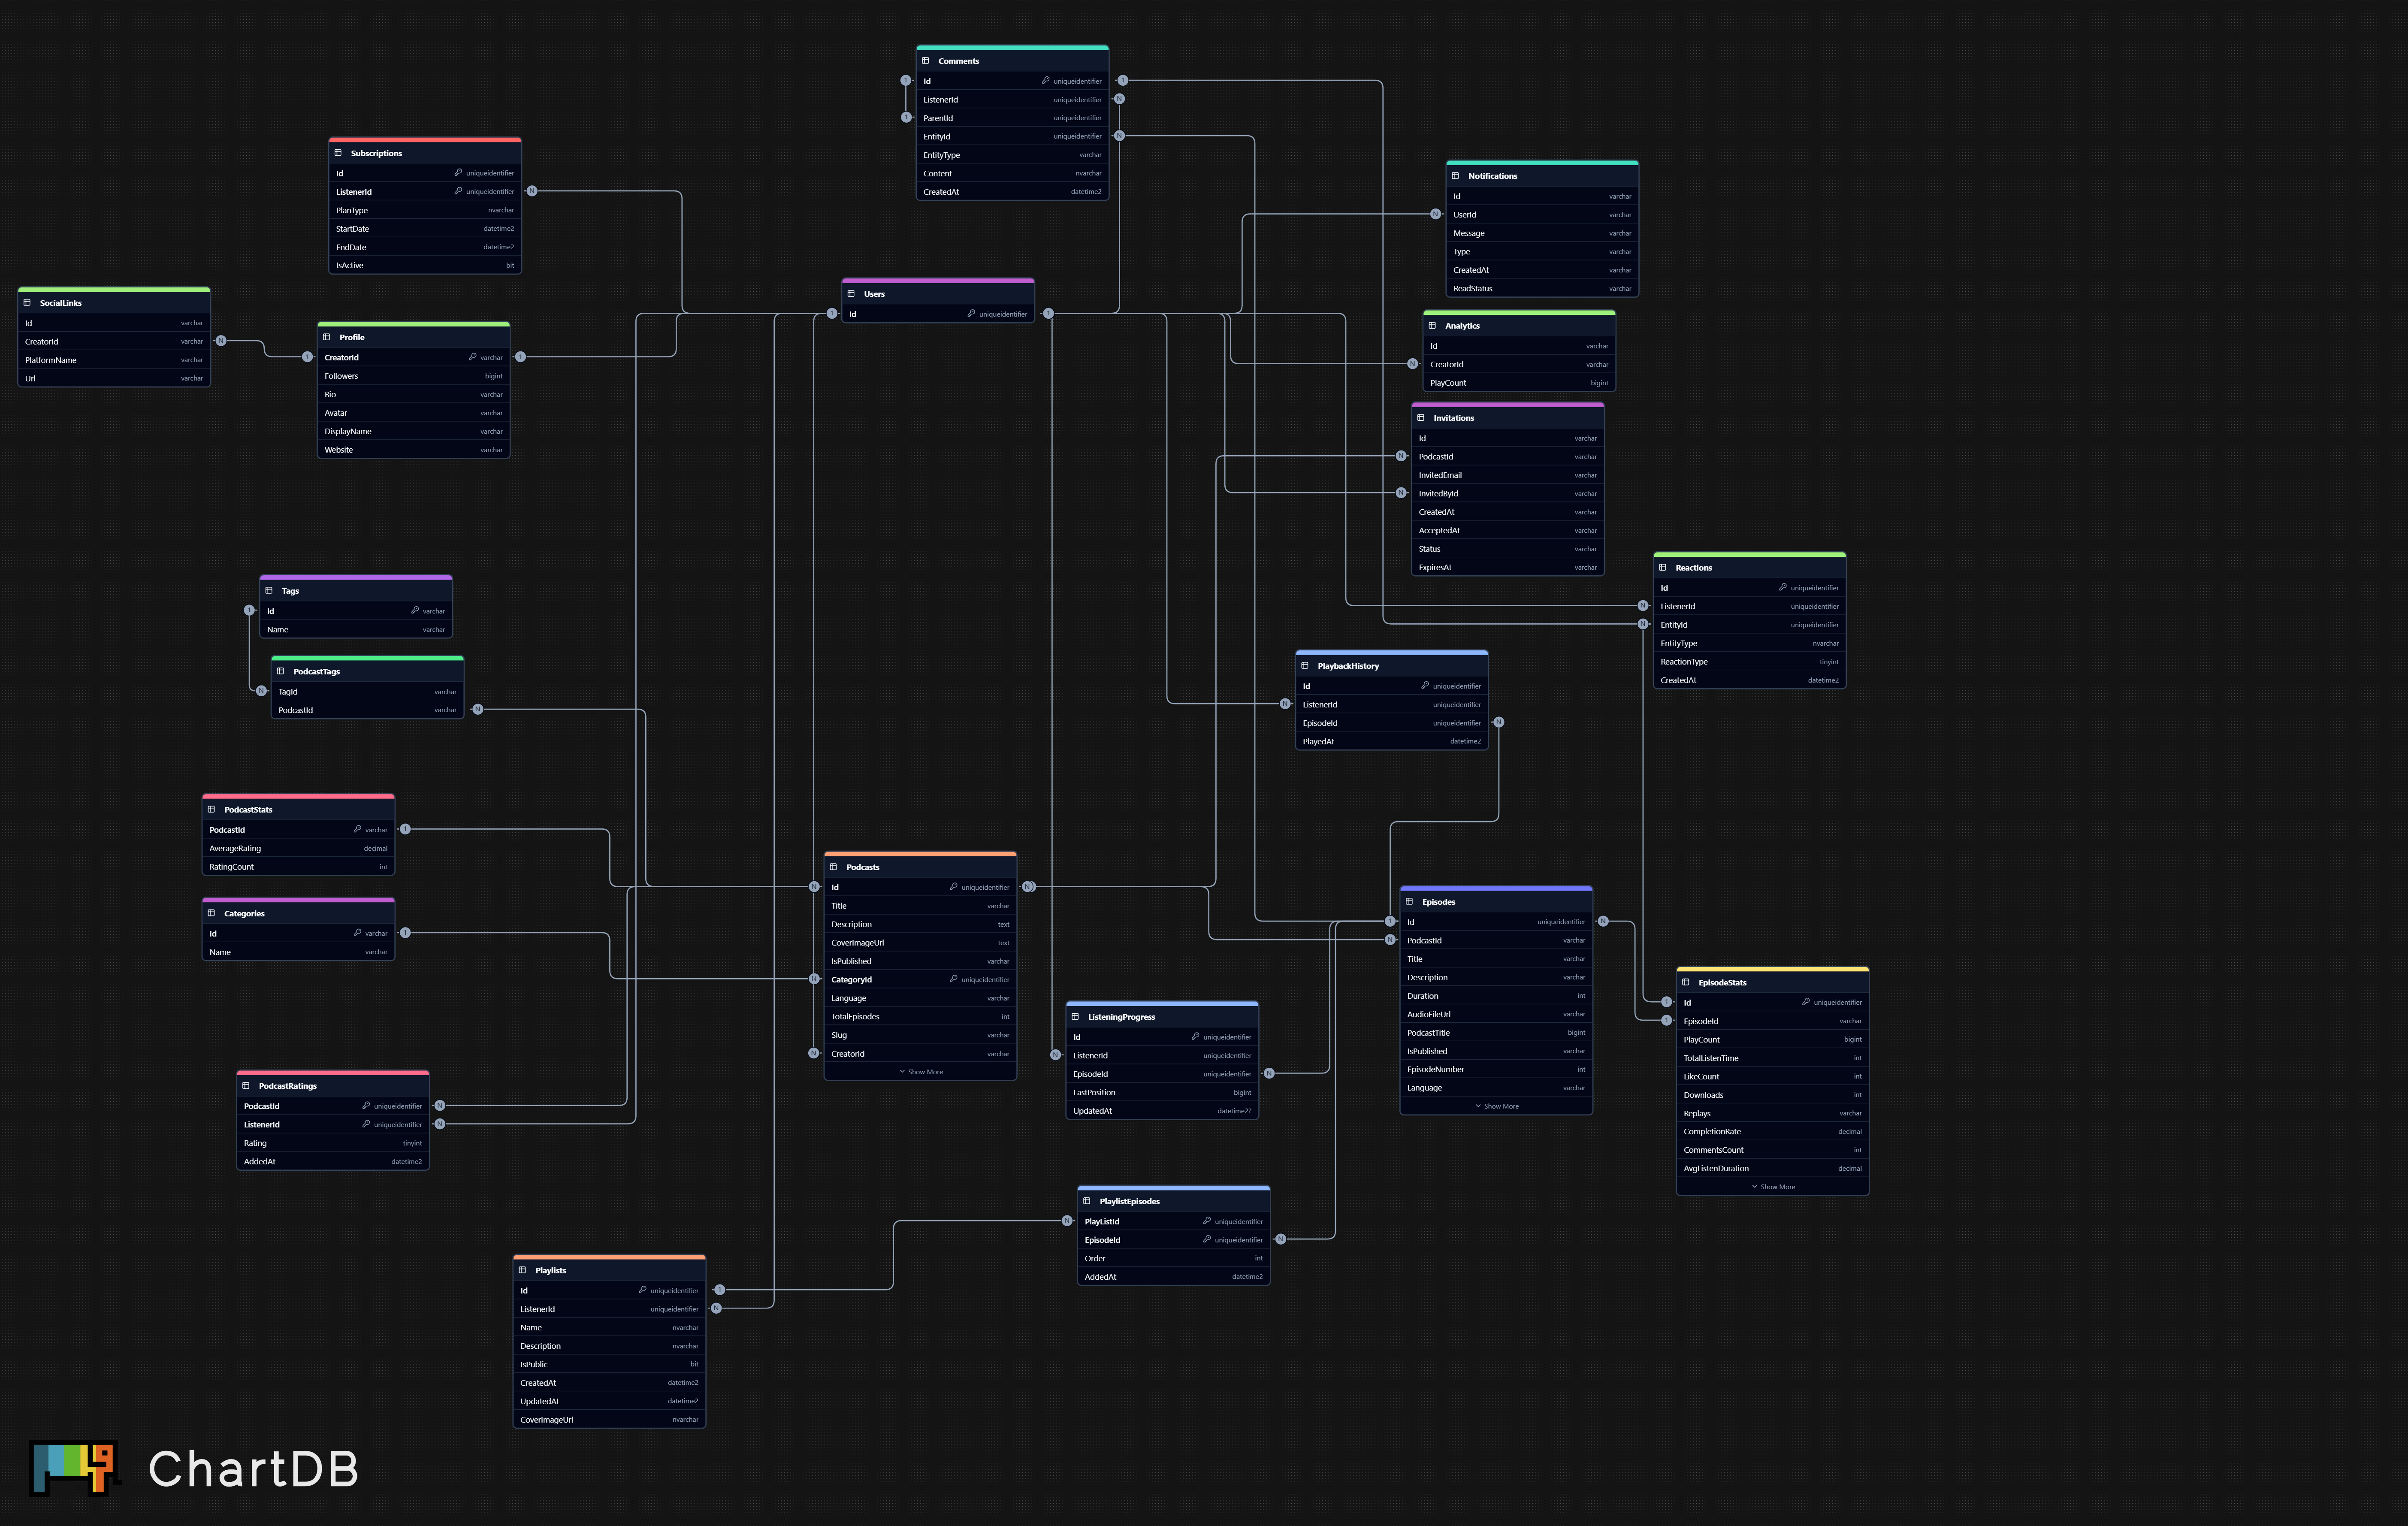 Comments
Id uniqueidentifier
ListenerId uniqueidentifier
ParentId uniqueidentifier
EntityId uniqueidentifier
EntityType varchar
Content nvarchar
CreatedAt datetime2
Subscriptions
Id uniqueidentifier
ListenerId uniqueidentifier
PlanType nvarchar
StartDate datetime2
EndDate datetime2
IsActive bit
Notifications
Id varchar
UserId varchar
Message varchar
Type varchar
CreatedAt varchar
ReadStatus varchar
Users
Id uniqueidentifier
SocialLinks
Id varchar
CreatorId varchar
PlatformName varchar
Url varchar
Profile
CreatorId varchar
Followers bigint
Bio varchar
Avatar varchar
DisplayName varchar
Website varchar
Analytics
Id varchar
CreatorId varchar
PlayCount bigint
Invitations
Id varchar
PodcastId varchar
InvitedEmail varchar
InvitedById varchar
CreatedAt varchar
AcceptedAt varchar
Status varchar
ExpiresAt varchar
Reactions
Id uniqueidentifier
ListenerId uniqueidentifier
EntityId uniqueidentifier
EntityType nvarchar
ReactionType tinyint
CreatedAt datetime2
Tags
Id varchar
Name varchar
PodcastTags
TagId varchar
PodcastId varchar
PlaybackHistory
Id uniqueidentifier
ListenerId uniqueidentifier
EpisodeId uniqueidentifier
PlayedAt datetime2
PodcastStats
PodcastId varchar
AverageRating decimal
RatingCount int
Categories
Id varchar
Name varchar
Podcasts
Id uniqueidentifier
Title varchar
Description text
CoverImageUrl text
IsPublished varchar
CategoryId uniqueidentifier
Language varchar
TotalEpisodes int
Slug varchar
CreatorId varchar
Show More
Episodes
Id uniqueidentifier
PodcastId varchar
Title varchar
Description varchar
Duration int
AudioFileUrl varchar
PodcastTitle bigint
IsPublished varchar
EpisodeNumber int
Language varchar
Show More
EpisodeStats
Id uniqueidentifier
EpisodeId varchar
PlayCount bigint
TotalListenTime int
LikeCount int
Downloads int
Replays varchar
CompletionRate decimal
CommentsCount int
AvgListenDuration decimal
Show More
ListeningProgress
Id uniqueidentifier
ListenerId uniqueidentifier
EpisodeId uniqueidentifier
LastPosition bigint
UpdatedAt datetime2?
PodcastRatings
PodcastId uniqueidentifier
ListenerId uniqueidentifier
Rating tinyint
AddedAt datetime2
PlaylistEpisodes
PlayListId uniqueidentifier
EpisodeId uniqueidentifier
Order int
AddedAt datetime2
Playlists
Id uniqueidentifier
ListenerId uniqueidentifier
Name nvarchar
Description nvarchar
IsPublic bit
CreatedAt datetime2
UpdatedAt datetime2
CoverImageUrl nvarchar
ChartDB